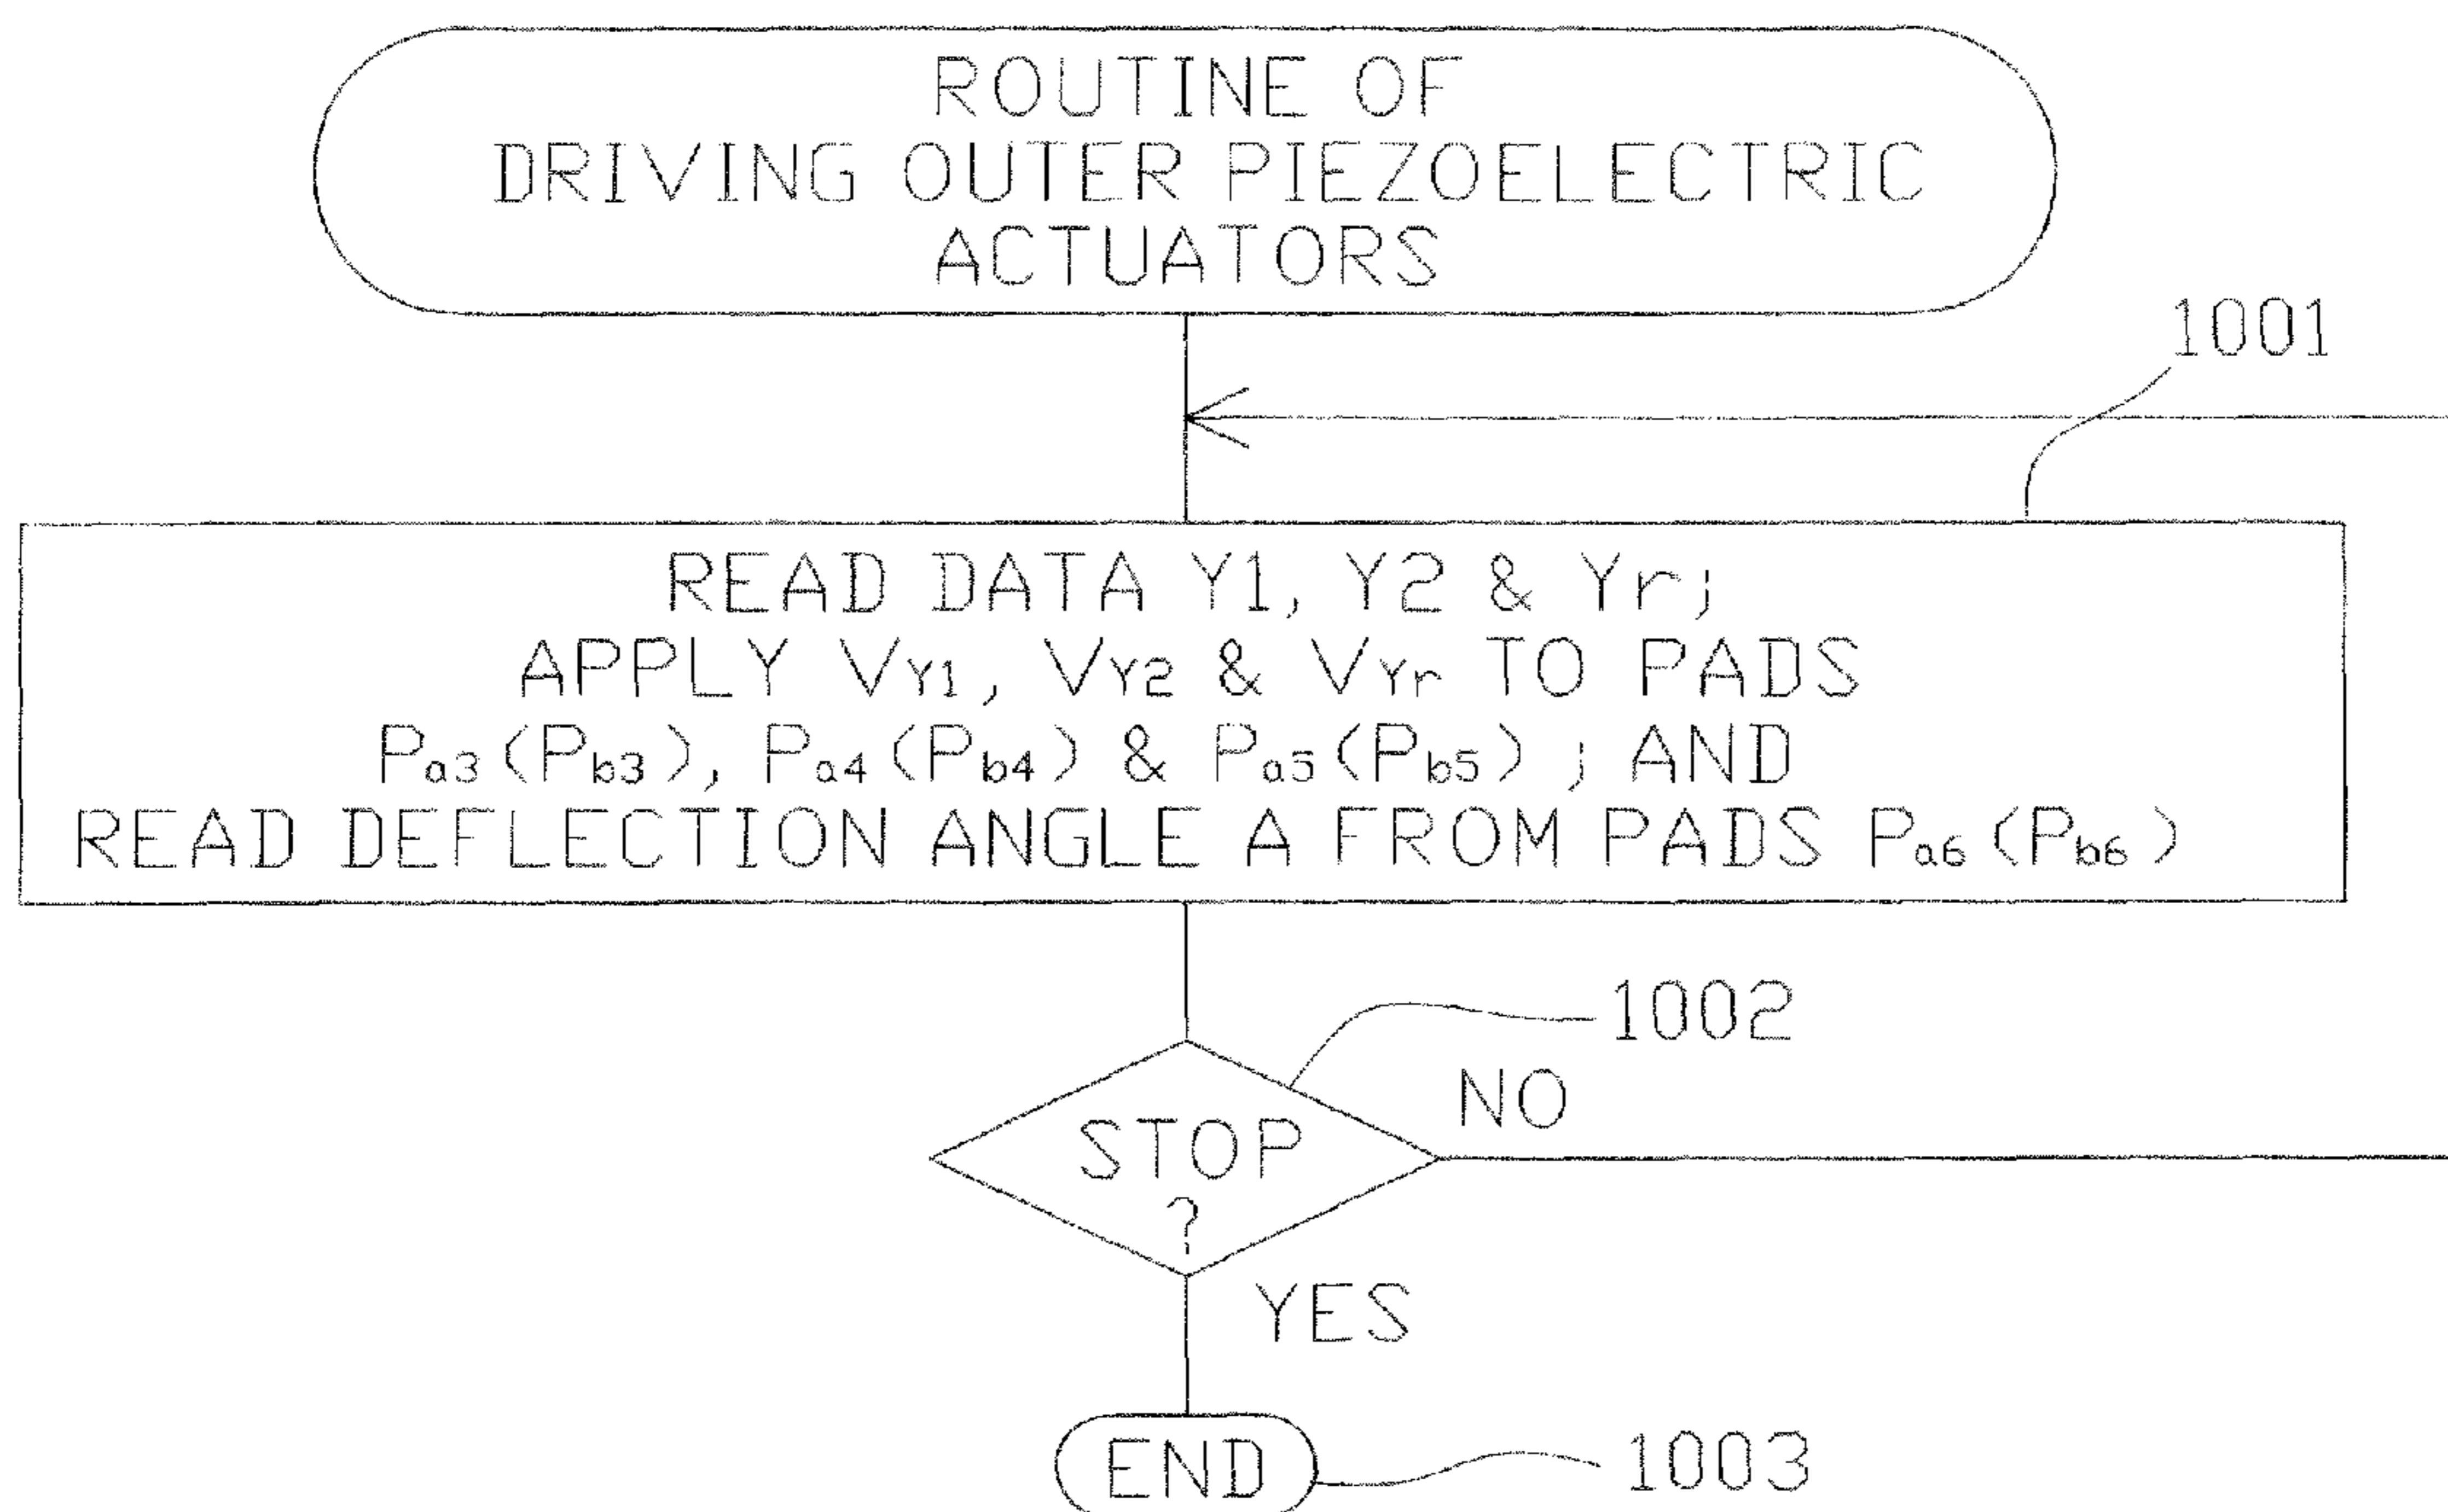 ROUTINE OF
DRIVING OUTER PIEZOELECTRIC
ACTUATORS
1001
READ DATA Y1, Y2 & Yr;
APPLY VY1, VY2 & VYr TO PADS
Pa3(Pb3), Pa4(Pb4) & Pa5(Pb5); AND
READ DEFLECTION ANGLE A FROM PADS Pa6(Pb6)
1002
NO
STOP
?
YES
END
1003